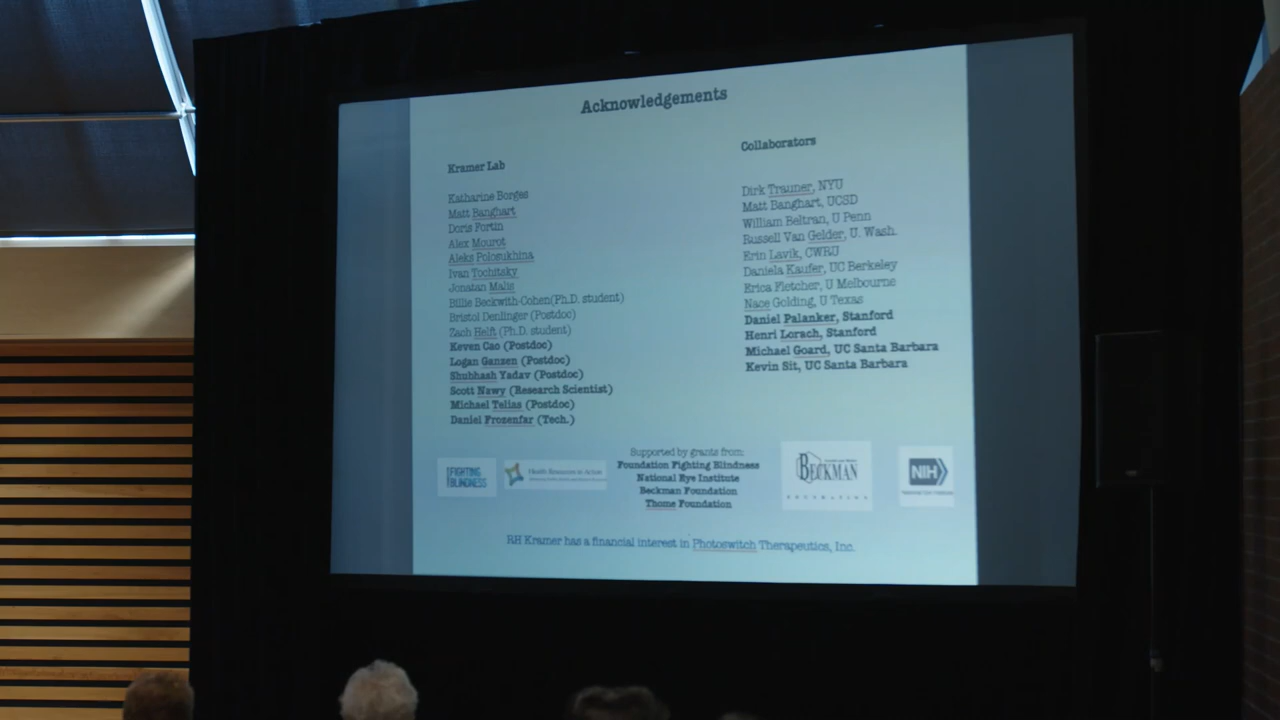 Acknowledgements
Kramer Lab
Katharine Borges
Matt Banghart
Doris Fortin
Alex Mourot
Aleks Polosukhina
Ivan Tochitsky
Jonatan Malis
Billie Beckwith-Cohen(Ph.D. student)
Bristol Denlinger (Postdoc)
Zach Helft (Ph.D. student)
Keven Cao (Postdoc)
Logan Ganzen (Postdoc)
Shubhash Yadav (Postdoc)
Scott Nawy (Research Scientist)
Michael Telias (Postdoc)
Daniel Frozenfar (Tech.)
Collaborators
Dirk Trauner, NYU
Matt Banghart, UCSD
William Beltran, U Penn
Russell Van Gelder, U. Wash.
Erin Lavik, CWRU
Daniela Kaufer, UC Berkeley
Erica Fletcher, U Melbourne
Nace Golding, U Texas
Daniel Palanker, Stanford
Henri Lorach, Stanford
Michael Goard, UC Santa Barbara
Kevin Sit, UC Santa Barbara
FIGHTING
BLINDNESS
Health Resources in Action
Supported by grants from:
Foundation Fighting Blindness
National Eye Institute
Beckman Foundation
Thome Foundation
BECKMAN
FOUNDATION
NIH
RH Kramer has a financial interest in Photoswitch Therapeutics, Inc.